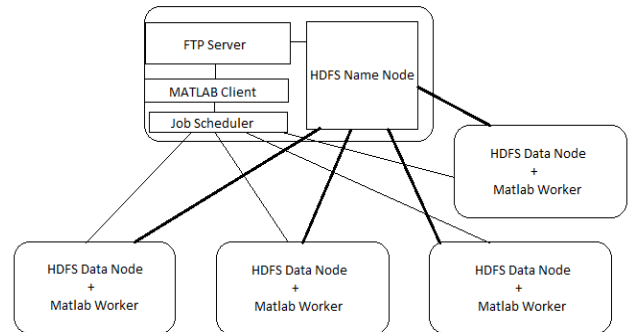 FTP Server
HDFS Name Node
MATLAB Client
Job Scheduler
HDFS Data Node
+
Matlab Worker
HDFS Data Node
+
Matlab Worker
HDFS Data Node
+
Matlab Worker
HDFS Data Node
+
Matlab Worker